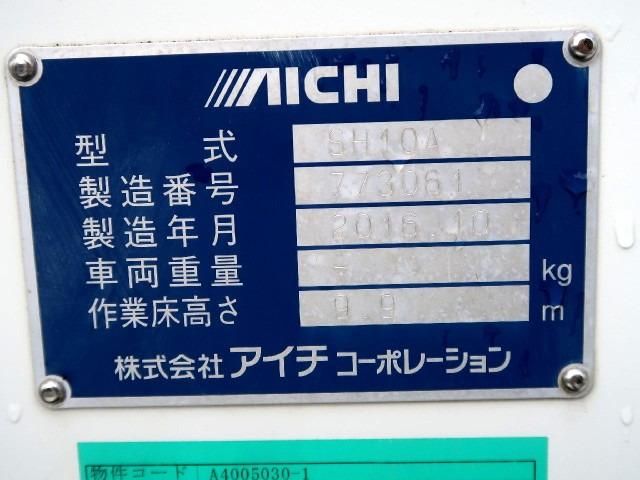 AICHI
型 式 SH10A
製造番号 773061
製造年月 2016.10
車両重量 - kg
作業床高さ 9.9 m
株式会社 アイチ コーポレーション
物件コード A4005030-1